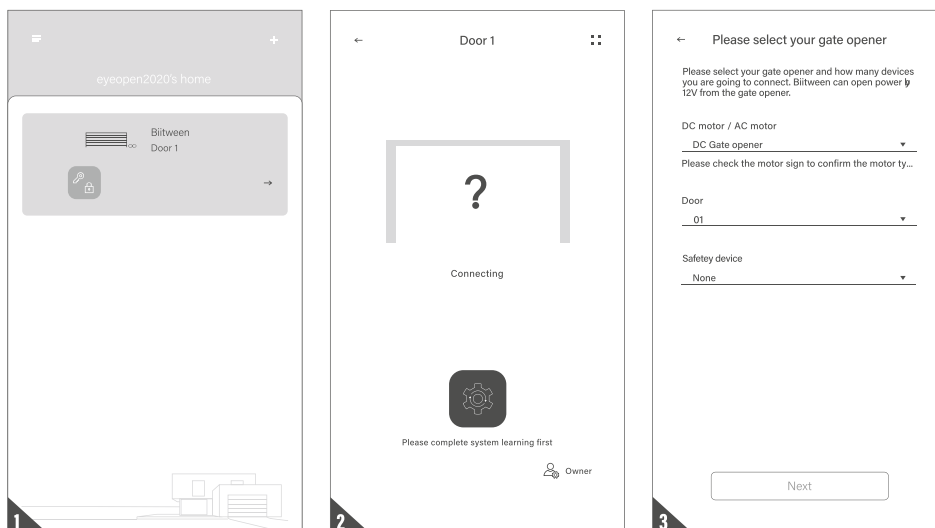 eyeopen2020's home
Biitween
Door 1
1
Door 1
?
Connecting
Please complete system learning first
Owner
2
Please select your gate opener
Please select your gate opener and how many devices
you are going to connect. Biitween can open power by
12V from the gate opener.
DC motor / AC motor
DC Gate opener
Please check the motor sign to confirm the motor ty...
Door
01
Safetey device
None
Next
3